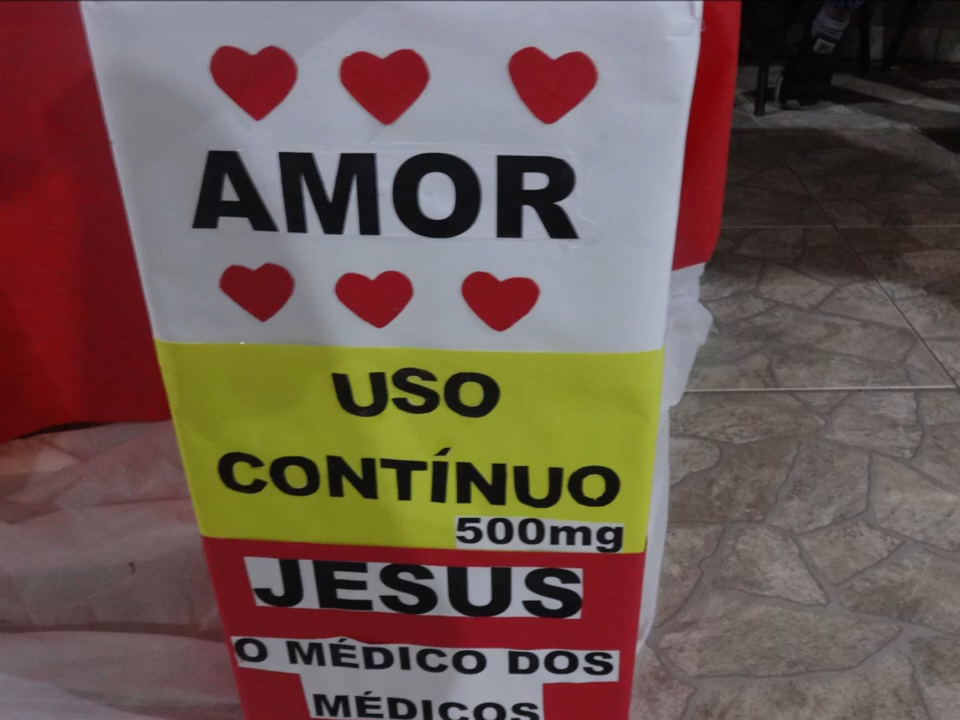 AMOR
USO
CONTÍNUO
500mg
JESUS
O MÉDICO DOS
MÉDICOS